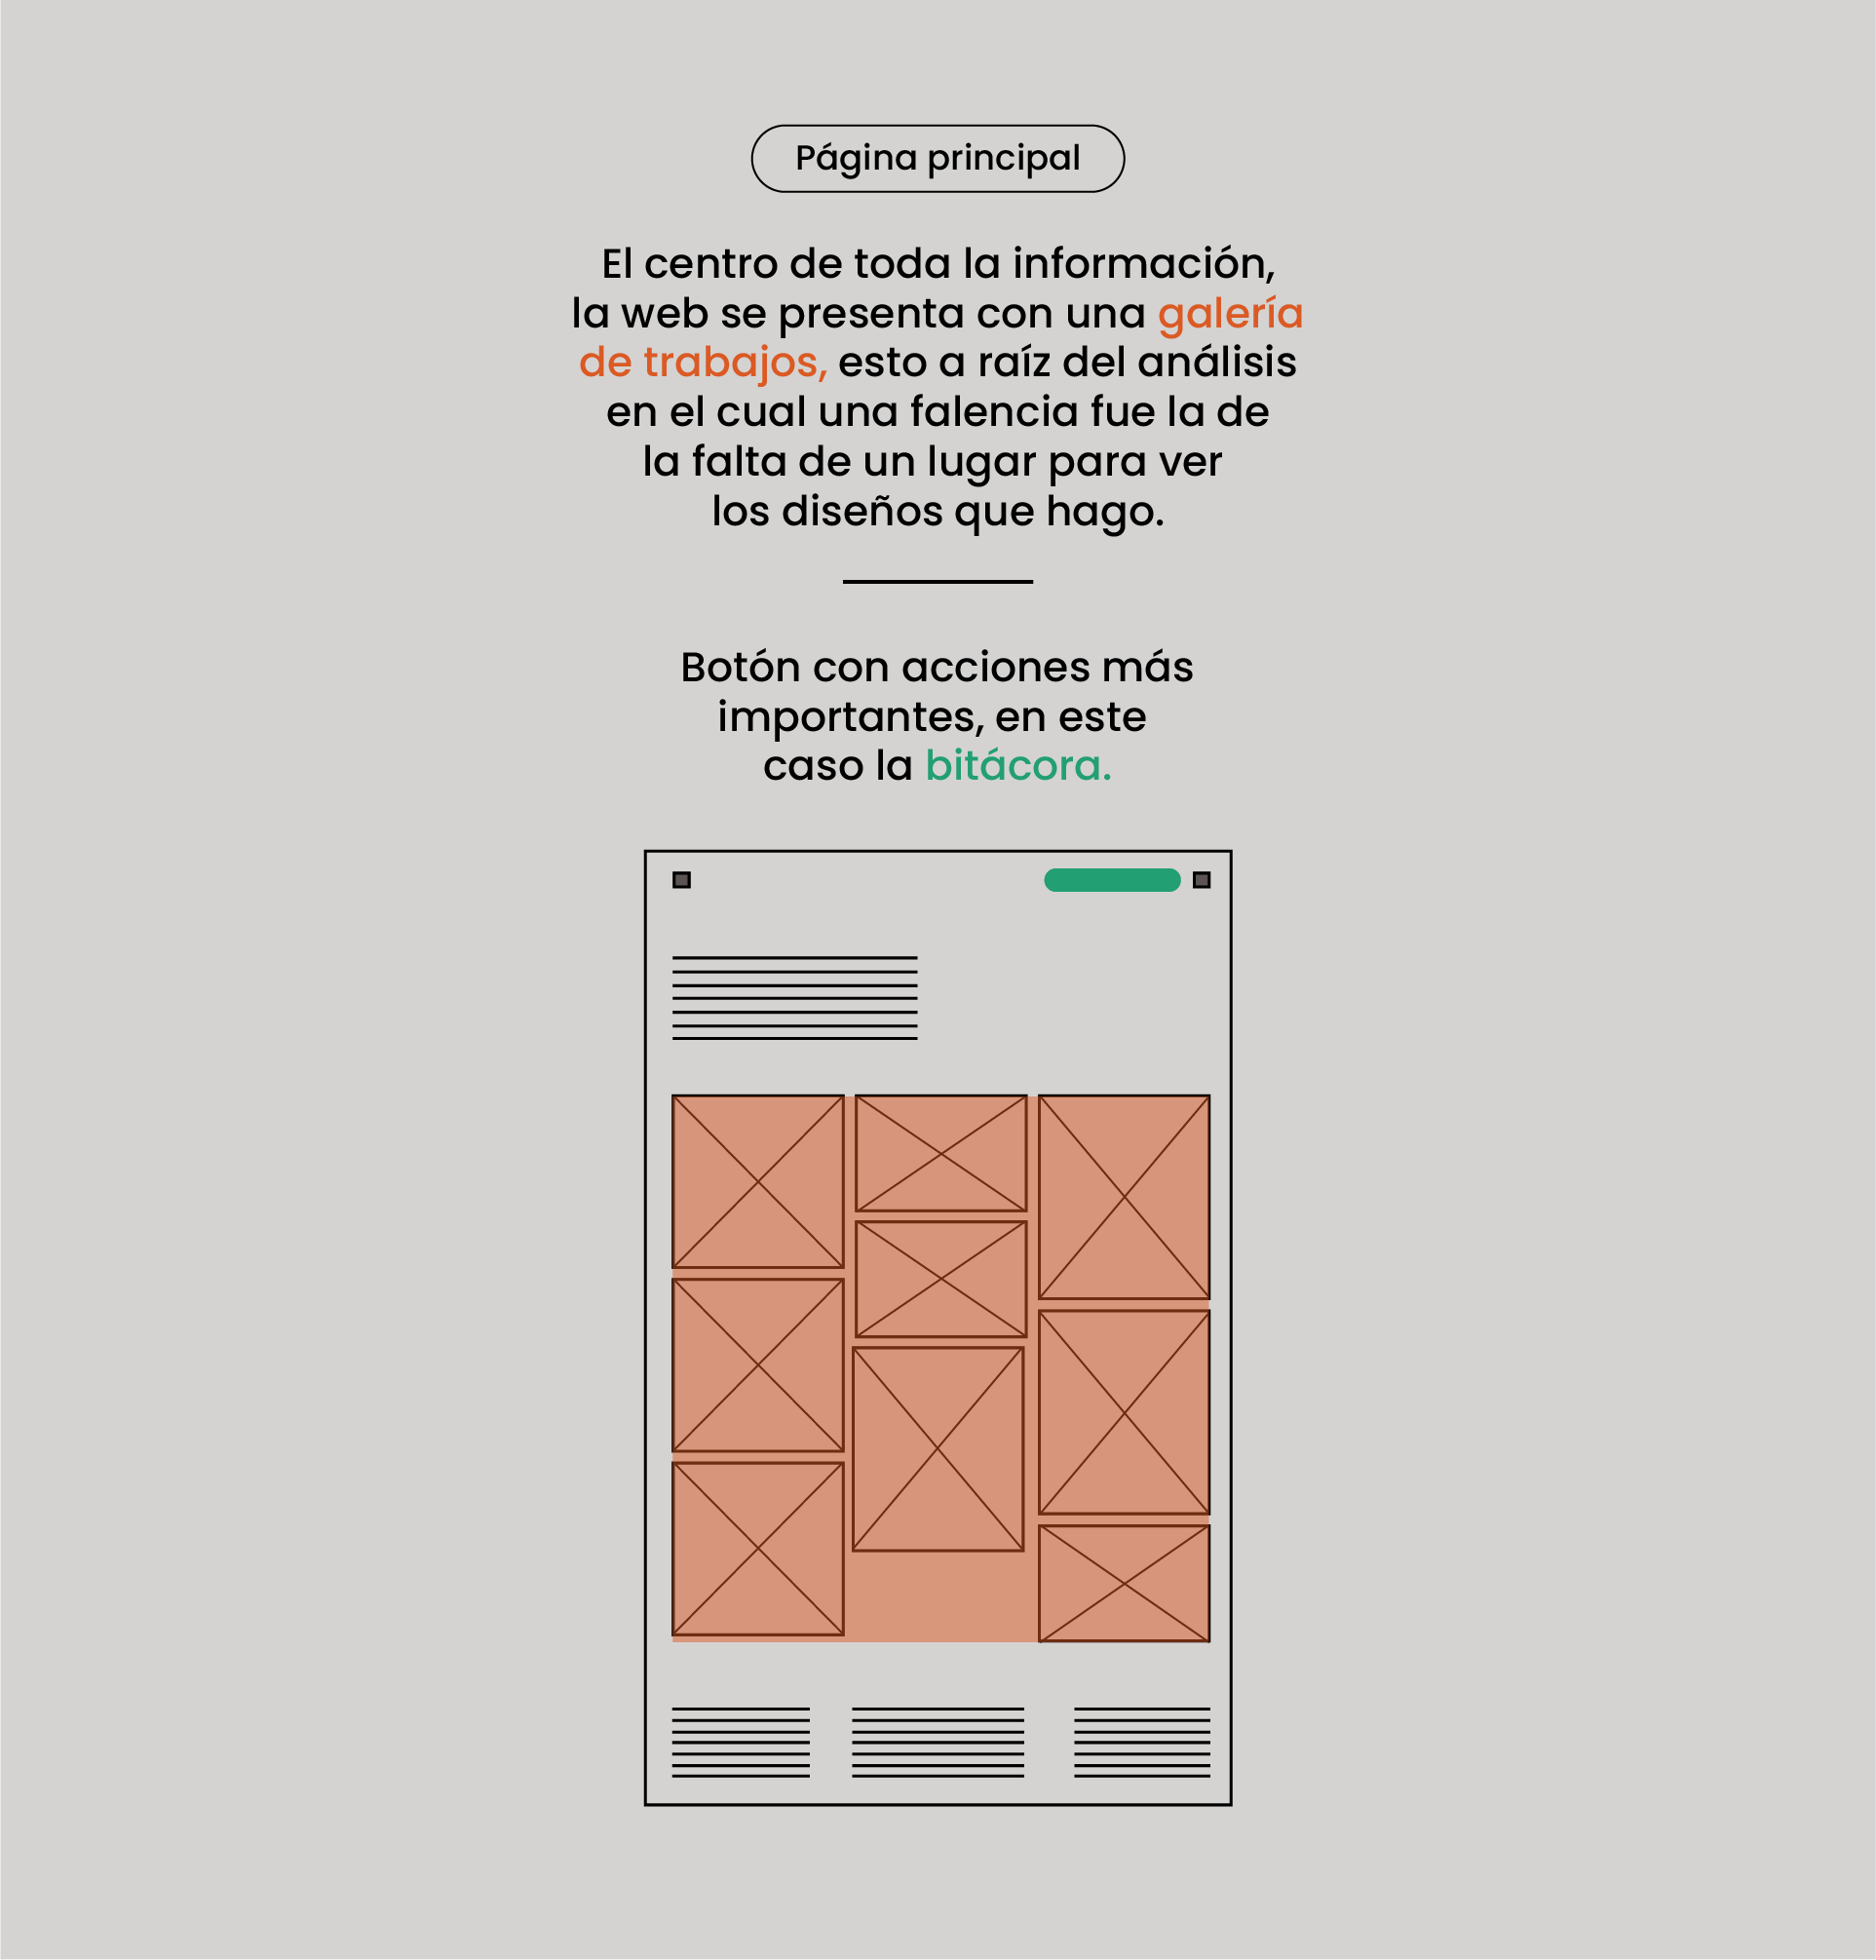 Página principal
El centro de toda la información,
la web se presenta con una galería
de trabajos, esto a raíz del análisis
en el cual una falencia fue la de
la falta de un lugar para ver
los diseños que hago.
Botón con acciones más
importantes, en este
caso la bitácora.